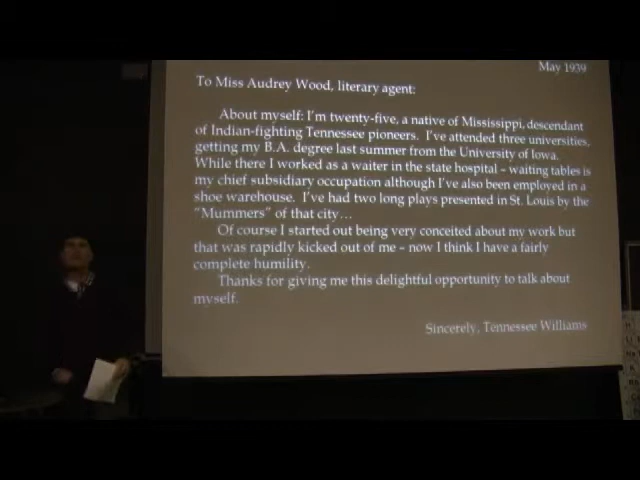 May 1939
To Miss Audrey Wood, literary agent:
About myself: I'm twenty-five, a native of Mississippi, descendant
of Indian-fighting Tennessee pioneers. I've attended three universities,
getting my B.A. degree last summer from the University of Iowa.
While there I worked as a waiter in the state hospital – waiting tables is
my chief subsidiary occupation although I've also been employed in a
shoe warehouse. I've had two long plays presented in St. Louis by the
"Mummers" of that city…
Of course I started out being very conceited about my work but
that was rapidly kicked out of me – now I think I have a fairly
complete humility.
Thanks for giving me this delightful opportunity to talk about
myself.
Sincerely, Tennessee Williams